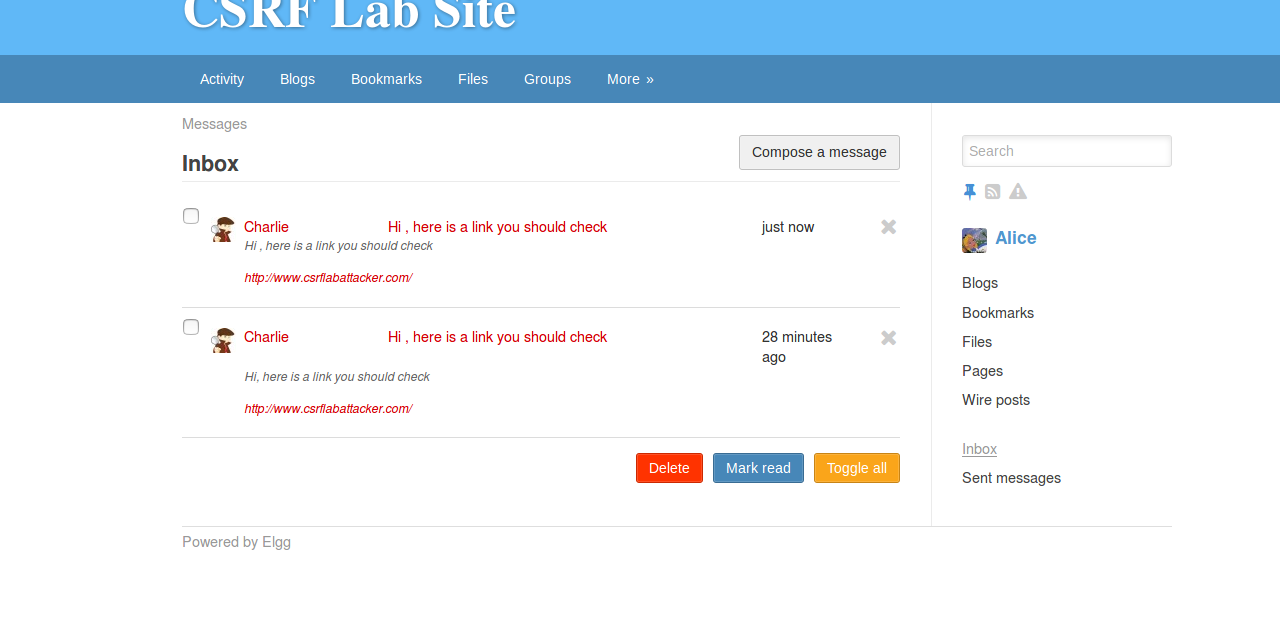 CSRF Lab Site
Activity Blogs Bookmarks Files Groups More »
Messages
Inbox
Compose a message
Charlie Hi , here is a link you should check just now
Hi , here is a link you should check
http://www.csrflabattacker.com/
Charlie Hi , here is a link you should check 28 minutes
ago
Hi, here is a link you should check
http://www.csrflabattacker.com/
Delete Mark read Toggle all
Search
Alice
Blogs
Bookmarks
Files
Pages
Wire posts
Inbox
Sent messages
Powered by Elgg